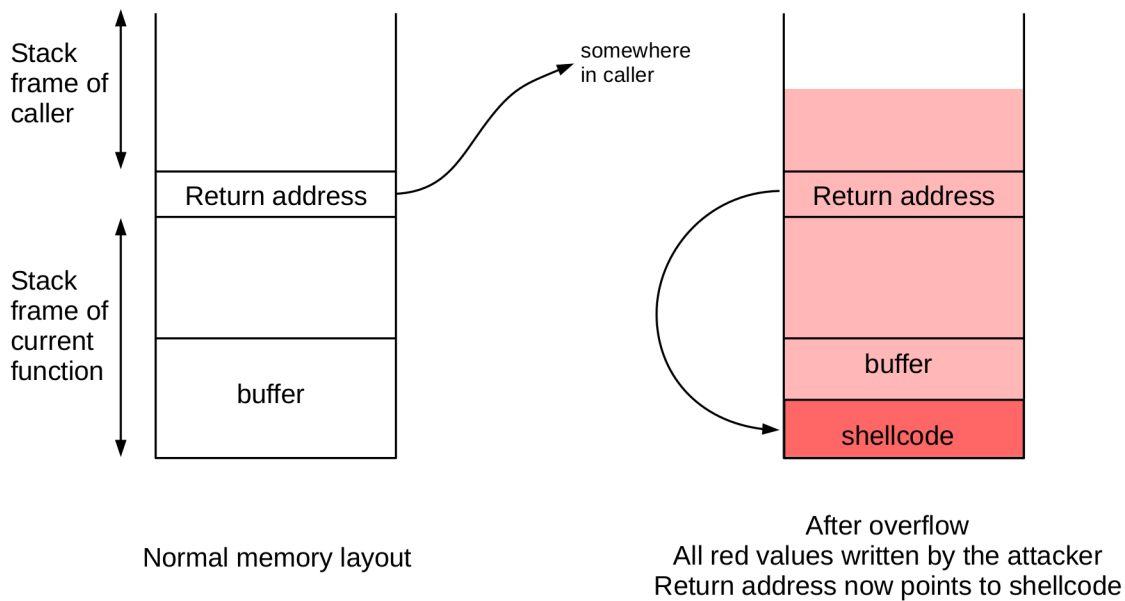 Stack
frame of
caller
somewhere
in caller
Return address
Stack
frame of
current
function
buffer
Normal memory layout
Return address
buffer
shellcode
After overflow
All red values written by the attacker
Return address now points to shellcode